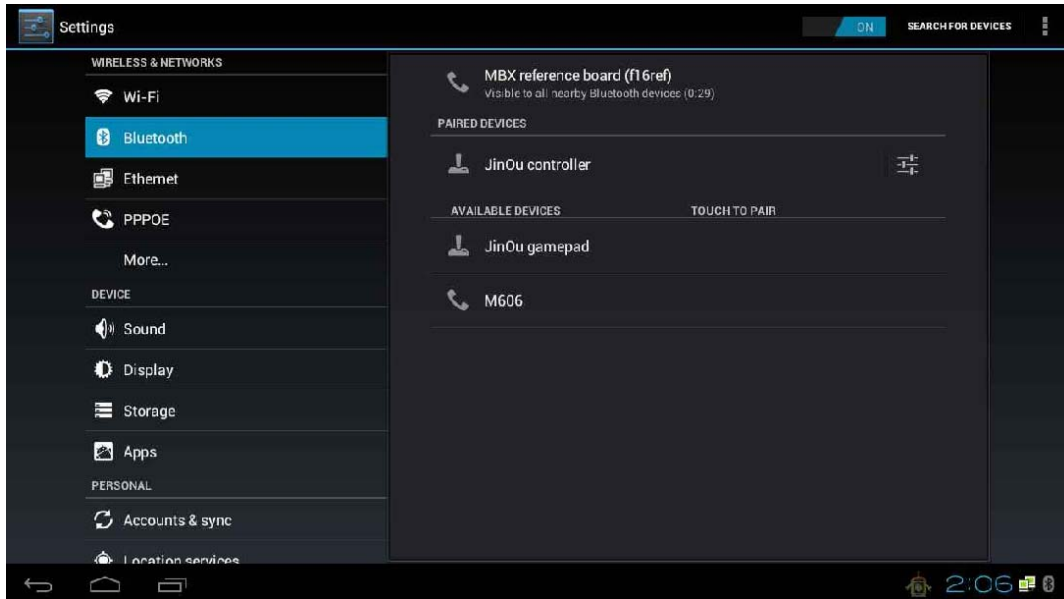 Settings
ON
SEARCH FOR DEVICES
WIRELESS & NETWORKS
Wi-Fi
Bluetooth
Ethernet
PPPOE
More...
DEVICE
Sound
Display
Storage
Apps
PERSONAL
Accounts & sync
Location services
MBX reference board (f16ref)
Visible to all nearby Bluetooth devices (0:29)
PAIRED DEVICES
JinOu controller
AVAILABLE DEVICES TOUCH TO PAIR
JinOu gamepad
M606
2:06